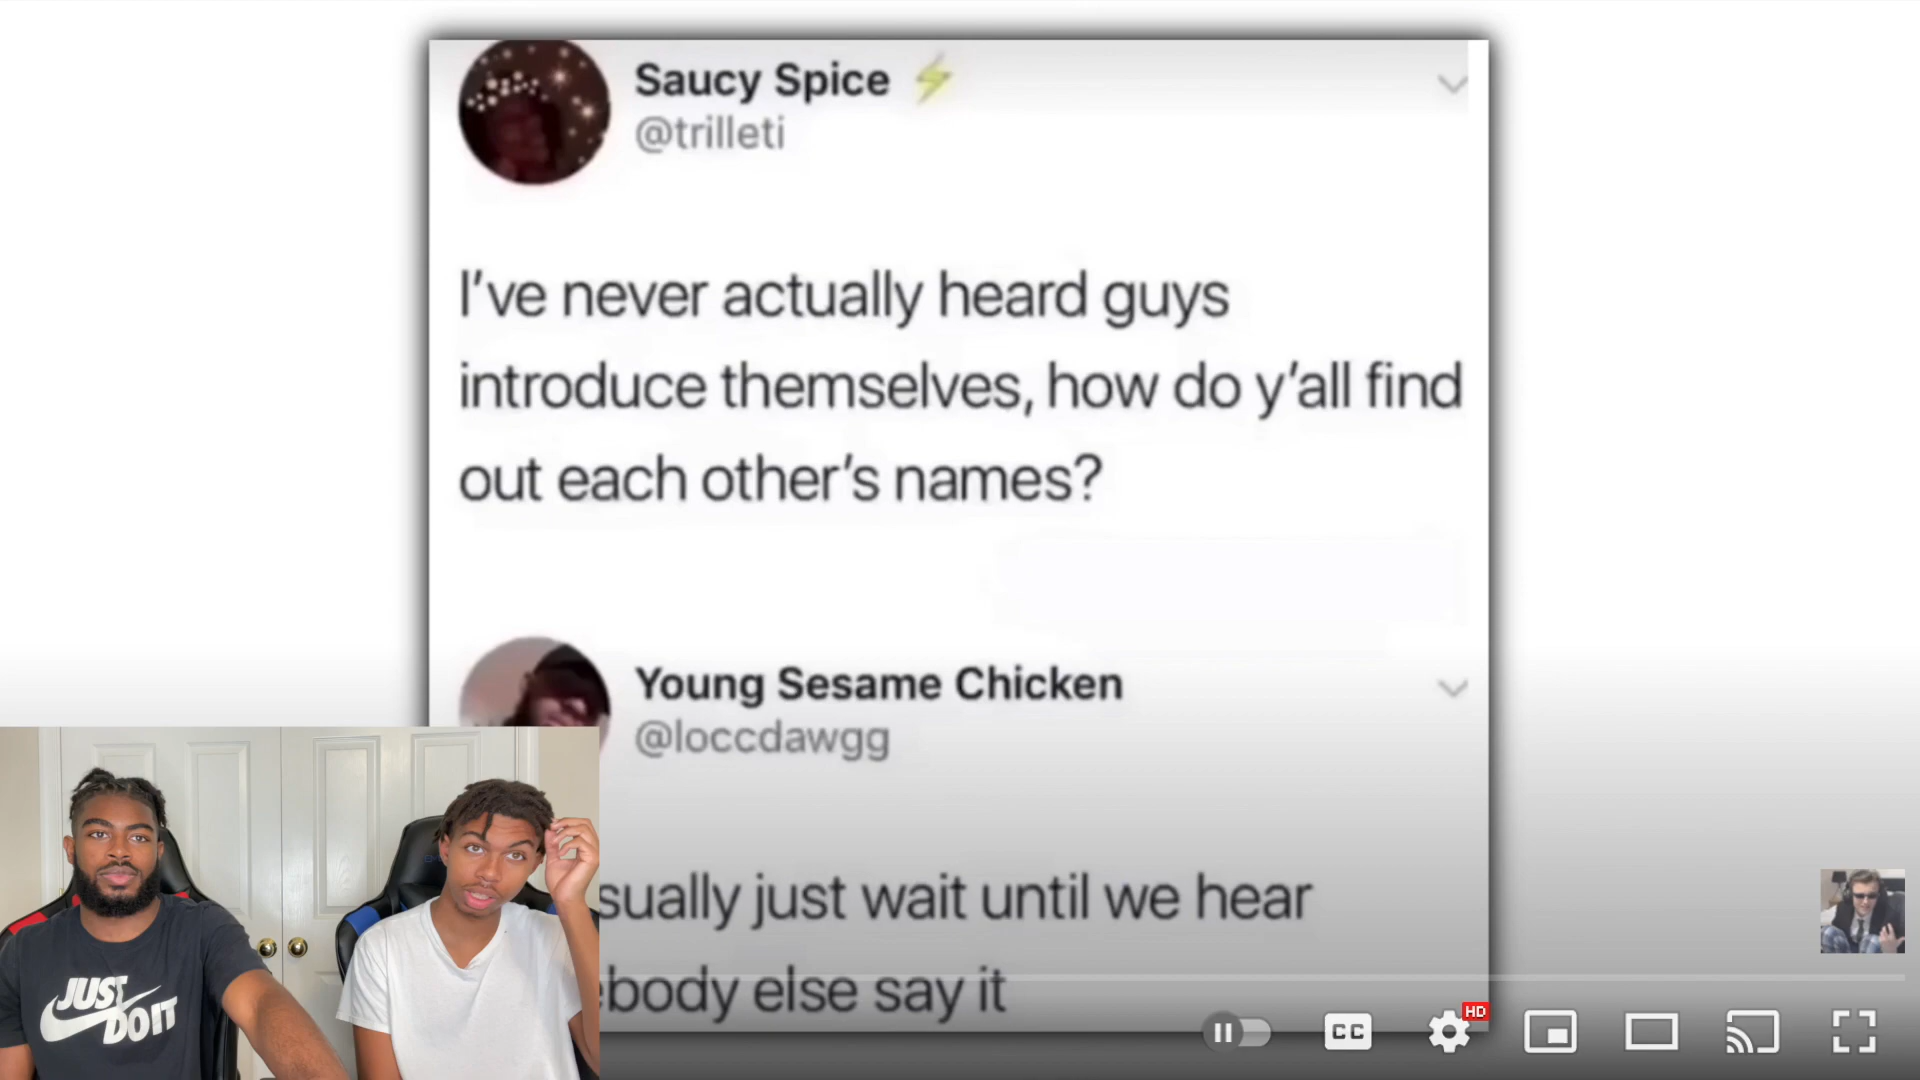 Saucy Spice ⚡
@trilleti
I've never actually heard guys
introduce themselves, how do y'all find
out each other's names?
Young Sesame Chicken
@loccdawgg
sually just wait until we hear
body else say it
JUST
DO IT
CC
HD